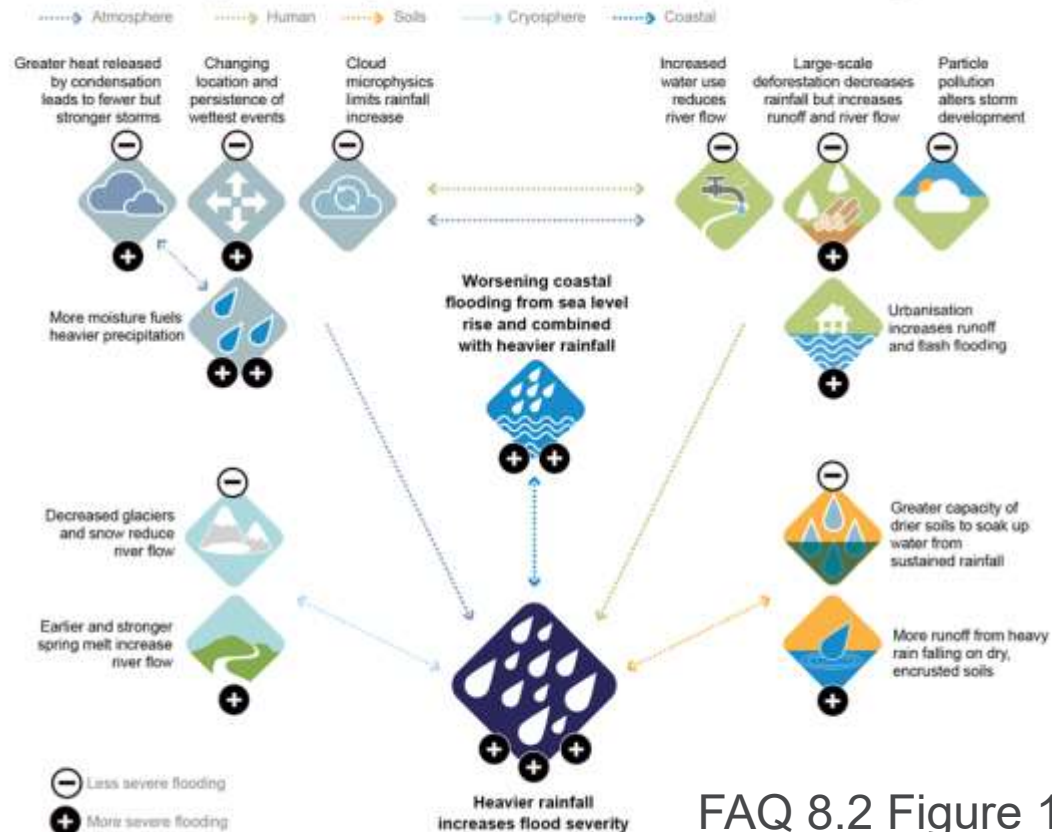 Atmosphere Human Soils Cryosphere Coastal
Greater heat released
by condensation
leads to fewer but
stronger storms
Changing
location and
persistence of
wettest events
Cloud
microphysics
limits rainfall
increase
Increased
water use
reduces
river flow
Large-scale
deforestation decreases
rainfall but increases
runoff and river flow
Particle
pollution
alters storm
development
More moisture fuels
heavier precipitation
Worsening coastal
flooding from sea level
rise and combined
with heavier rainfall
Urbanisation
increases runoff
and flash flooding
Decreased glaciers
and snow reduce
river flow
Greater capacity of
drier soils to soak up
water from
sustained rainfall
Earlier and stronger
spring melt increase
river flow
More runoff from heavy
rain falling on dry,
encrusted soils
Less severe flooding
More severe flooding
Heavier rainfall
increases flood severity
FAQ 8.2 Figure 1